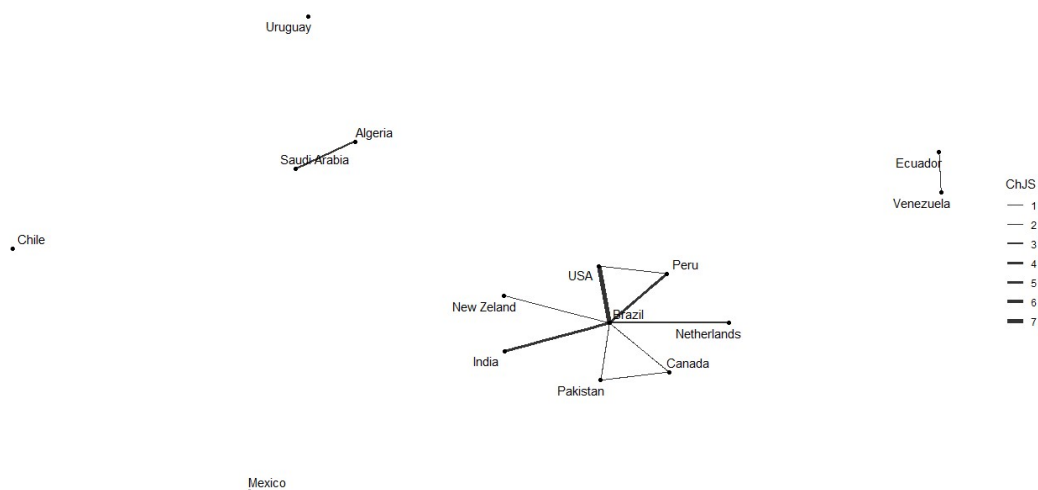 Uruguay
Algeria
Saudi Arabia
Ecuador
ChJS
Venezuela
1
2
Chile
3
4
Peru
USA
5
6
New Zeland
Brazil
7
Netherlands
India
Canada
Pakistan
Mexico